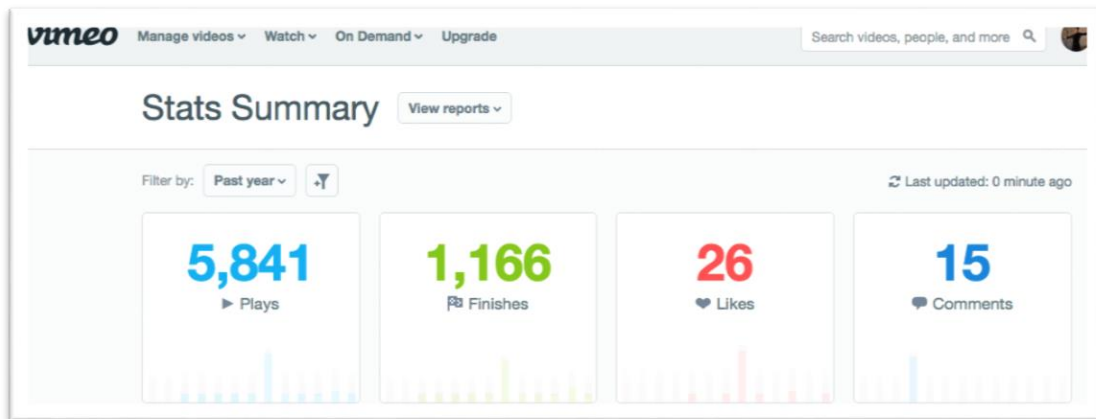 vimeo Manage videos Watch On Demand Upgrade Search videos, people, and more
Stats Summary View reports
Filter by: Past year Last updated: 0 minute ago
5,841 1,166 26 15
Plays Finishes Likes Comments